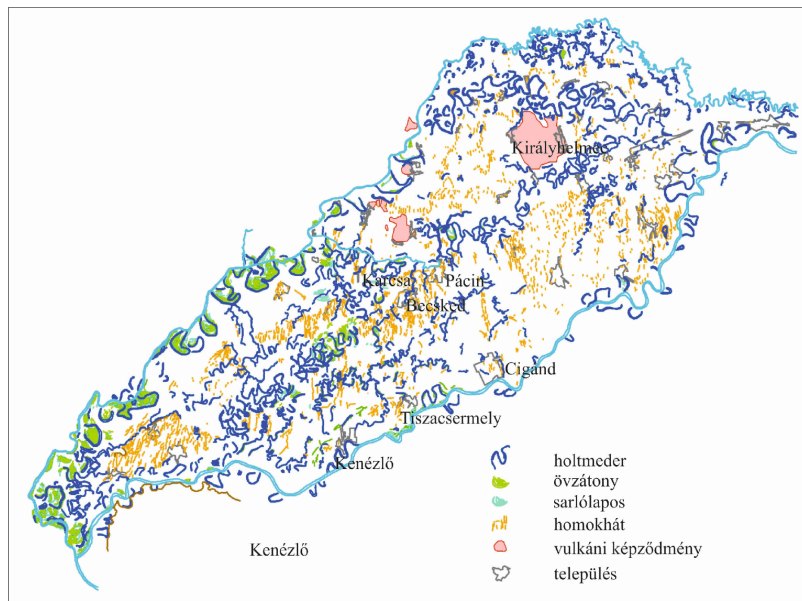 Királyhelmec
Karcsa
Pácin
Becsked
Cigánd
Tiszacsermely
Kenézlő
Kenézlő
holtmeder
övzátony
sarlólapos
homokhát
vulkáni képződmény
település